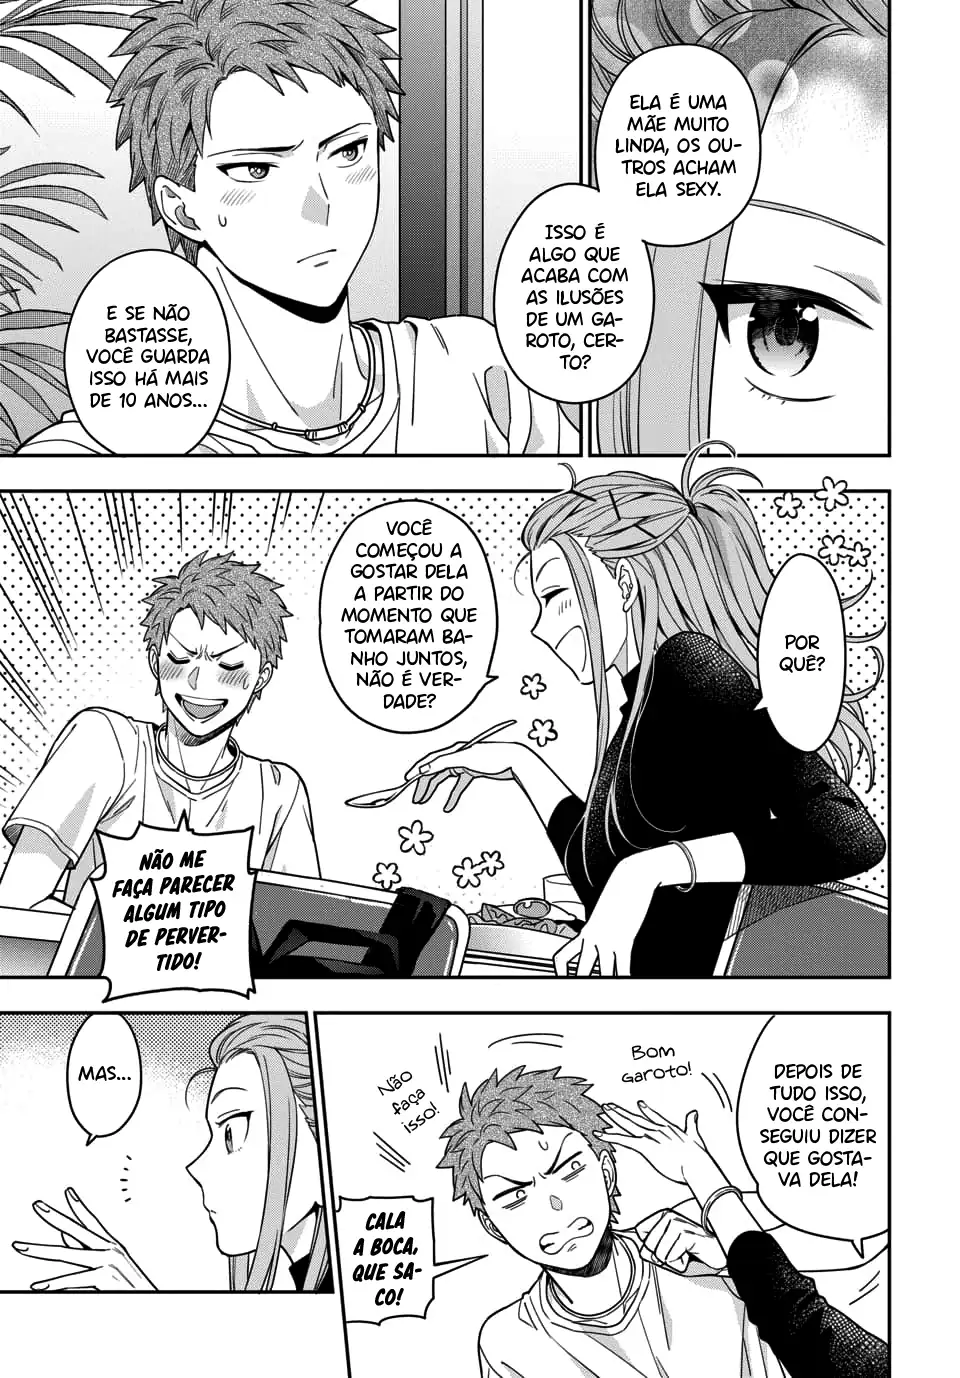 ELA É UMA
MÃE MUITO
LINDA, OS OU-
TROS ACHAM
ELA SEXY.
ISSO É
ALGO QUE
ACABA COM
AS ILUSÕES
DE UM GA-
ROTO, CER-
TO?
E SE NÃO
BASTASSE,
VOCÊ GUARDA
ISSO HÁ MAIS
DE 10 ANOS...
POR
QUÊ?
VOCÊ
COMEÇOU A
GOSTAR DELA
A PARTIR DO
MOMENTO QUE
TOMARAM BA-
NHO JUNTOS,
NÃO É VER-
DADE?
NÃO ME
FAÇA PARECER
ALGUM TIPO
DE PERVER-
TIDO!
DEPOIS DE
TUDO ISSO,
VOCÊ CON-
SEGUIU DIZER
QUE GOSTA-
VA DELA!
Bom
Garoto!
Não
faça
isso!
CALA
A BOCA,
QUE SA-
CO!
MAS...